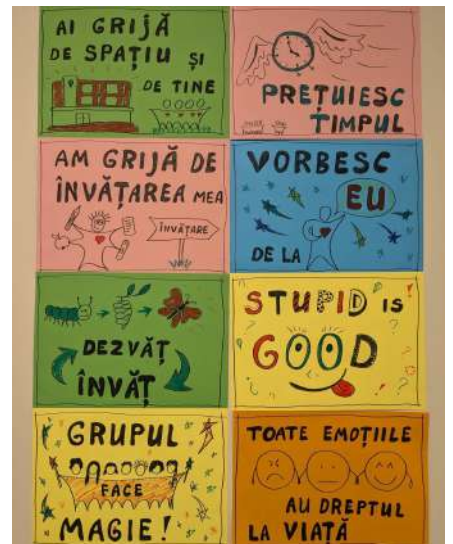 AI GRIJĂ
DE SPAȚIU ȘI
DE TINE
PREȚUIESC
TIMPUL
AM GRIJĂ DE
ÎNVĂȚAREA MEA
ÎNVĂȚARE
VORBESC
EU
DE LA
DEZVĂȚ
ÎNVĂȚ
STUPID IS
GOOD
GRUPUL
FACE
MAGIE!
TOATE EMOȚIILE
AU DREPTUL
LA VIAȚĂ